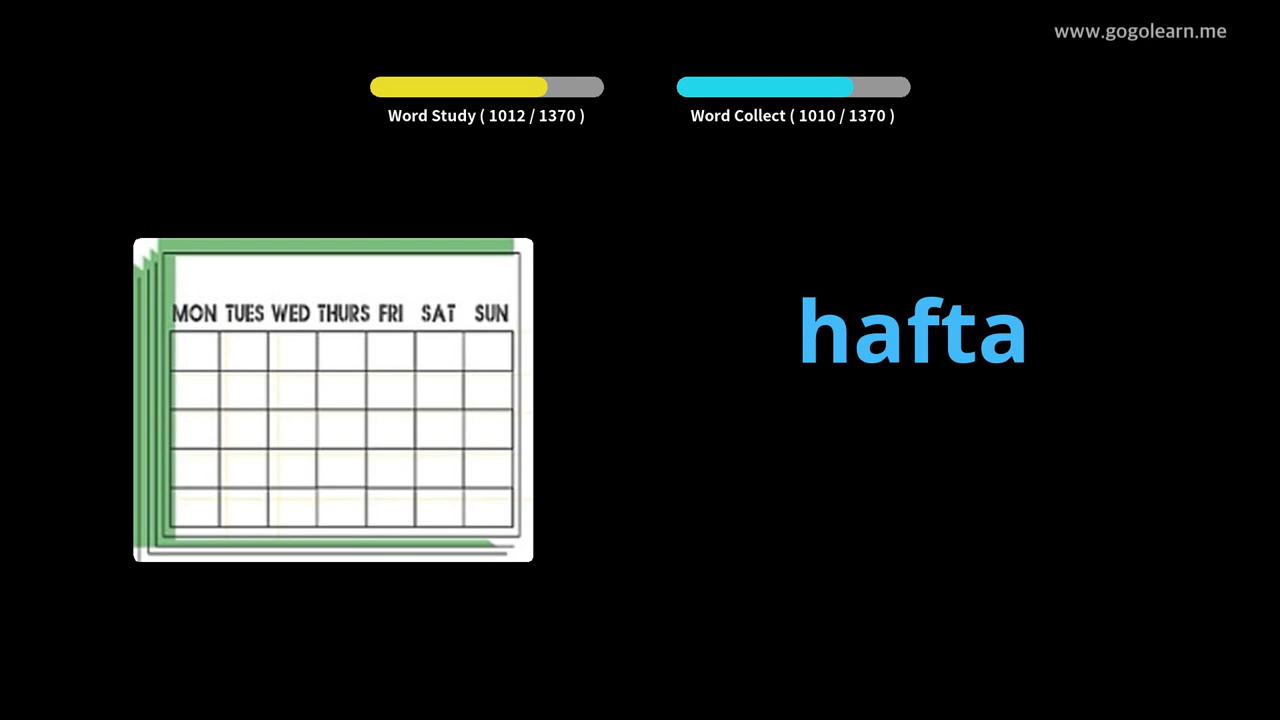 www.gogolearn.me
Word Study ( 1012 / 1370 )
Word Collect ( 1010 / 1370 )
MON TUES WED THURS FRI SAT SUN
hafta